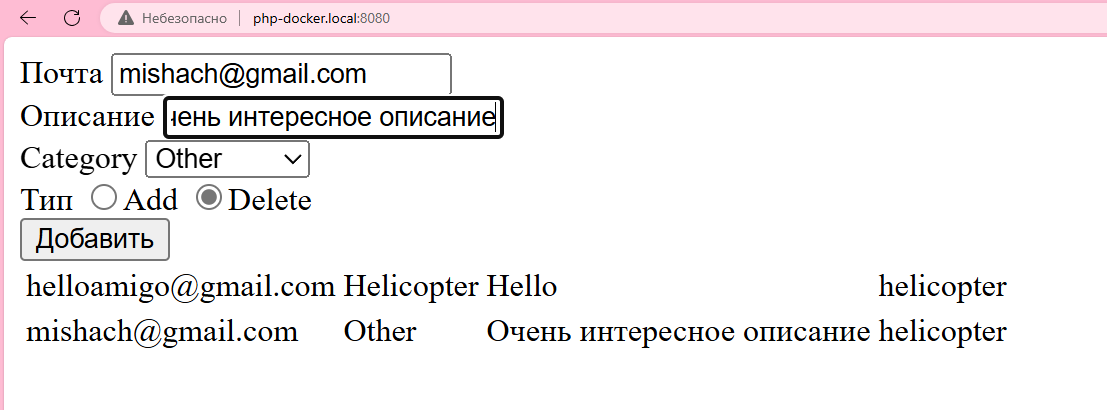 Небезопасно php-docker.local:8080
Почта mishach@gmail.com
Описание чень интересное описание
Category Other
Тип Add Delete
Добавить
helloamigo@gmail.com Helicopter Hello helicopter
mishach@gmail.com Other Очень интересное описание helicopter